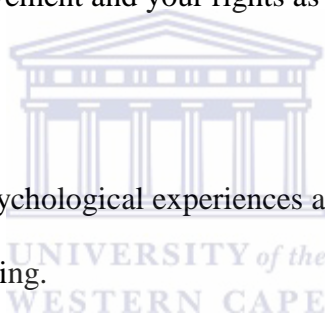 ement and your rights as
ychological experiences a
UNIVERSITY of the
ing.
WESTERN CAPE